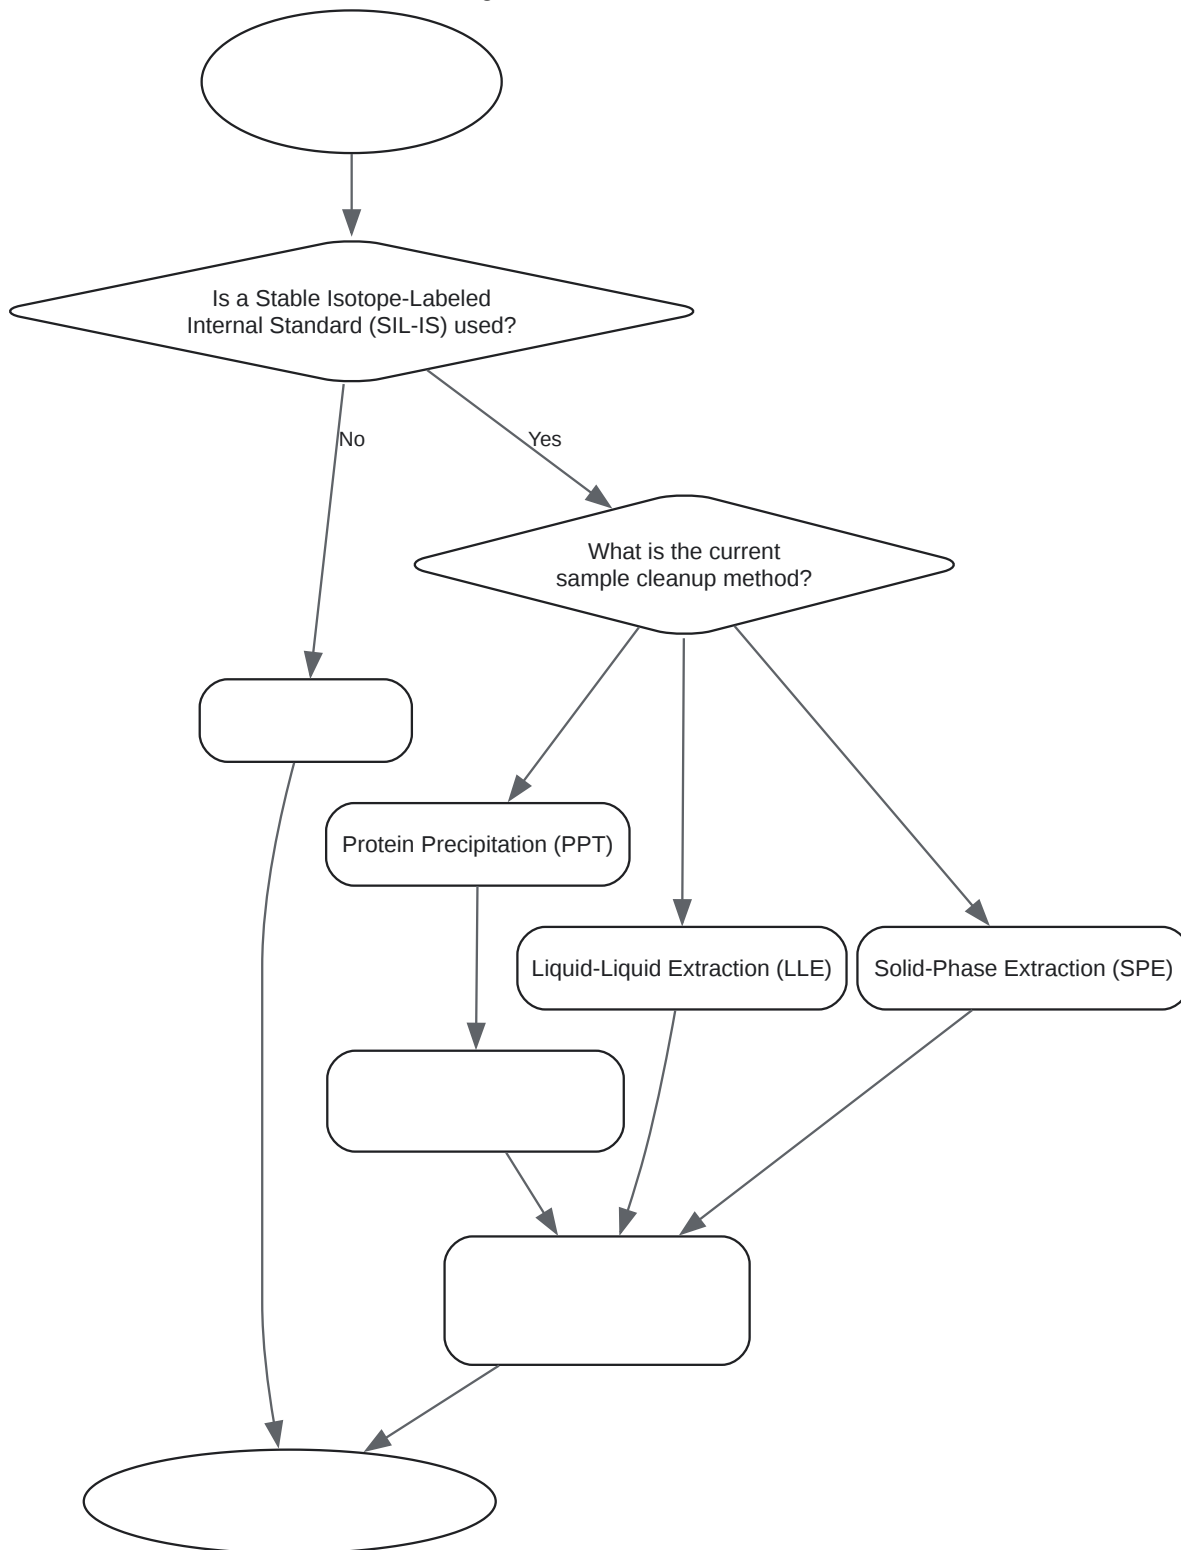 Is a Stable Isotope-Labeled
Internal Standard (SIL-IS) used?
No
Yes
What is the current
sample cleanup method?
Protein Precipitation (PPT)
Liquid-Liquid Extraction (LLE)
Solid-Phase Extraction (SPE)